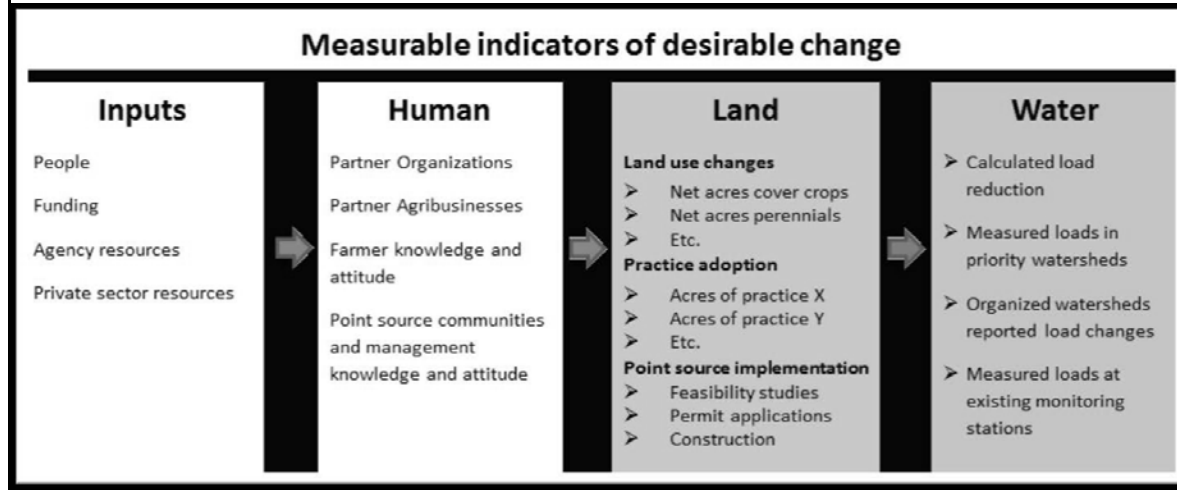 Measurable indicators of desirable change
Inputs
People
Funding
Agency resources
Private sector resources
Human
Partner Organizations
Partner Agribusinesses
Farmer knowledge and
attitude
Point source communities
and management
knowledge and attitude
Land
Land use changes
➢ Net acres cover crops
➢ Net acres perennials
➢ Etc.
Practice adoption
➢ Acres of practice X
➢ Acres of practice Y
➢ Etc.
Point source implementation
➢ Feasibility studies
➢ Permit applications
➢ Construction
Water
➢ Calculated load
reduction
➢ Measured loads in
priority watersheds
➢ Organized watersheds
reported load changes
➢ Measured loads at
existing monitoring
stations